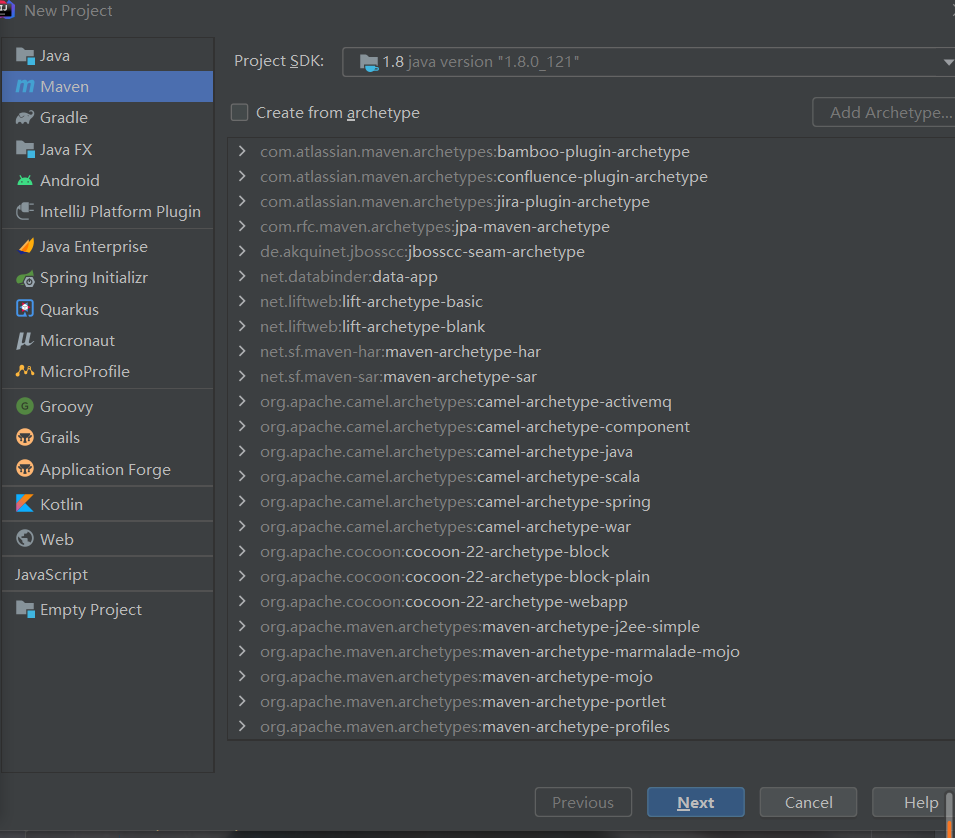 New Project
Java
Maven
Gradle
Java FX
Android
IntelliJ Platform Plugin
Java Enterprise
Spring Initializr
Quarkus
Micronaut
MicroProfile
Groovy
Grails
Application Forge
Kotlin
Web
JavaScript
Empty Project
Project SDK: 1.8 java version "1.8.0_121"
Create from archetype Add Archetype...
com.atlassian.maven.archetypes:bamboo-plugin-archetype
com.atlassian.maven.archetypes:confluence-plugin-archetype
com.atlassian.maven.archetypes:jira-plugin-archetype
com.rfc.maven.archetypes:jpa-maven-archetype
de.akquinet.jbosscc:jbosscc-seam-archetype
net.databinder:data-app
net.liftweb:lift-archetype-basic
net.liftweb:lift-archetype-blank
net.sf.maven-har:maven-archetype-har
net.sf.maven-sar:maven-archetype-sar
org.apache.camel.archetypes:camel-archetype-activemq
org.apache.camel.archetypes:camel-archetype-component
org.apache.camel.archetypes:camel-archetype-java
org.apache.camel.archetypes:camel-archetype-scala
org.apache.camel.archetypes:camel-archetype-spring
org.apache.camel.archetypes:camel-archetype-war
org.apache.cocoon:cocoon-22-archetype-block
org.apache.cocoon:cocoon-22-archetype-block-plain
org.apache.cocoon:cocoon-22-archetype-webapp
org.apache.maven.archetypes:maven-archetype-j2ee-simple
org.apache.maven.archetypes:maven-archetype-marmalade-mojo
org.apache.maven.archetypes:maven-archetype-mojo
org.apache.maven.archetypes:maven-archetype-portlet
org.apache.maven.archetypes:maven-archetype-profiles
Previous Next Cancel Help